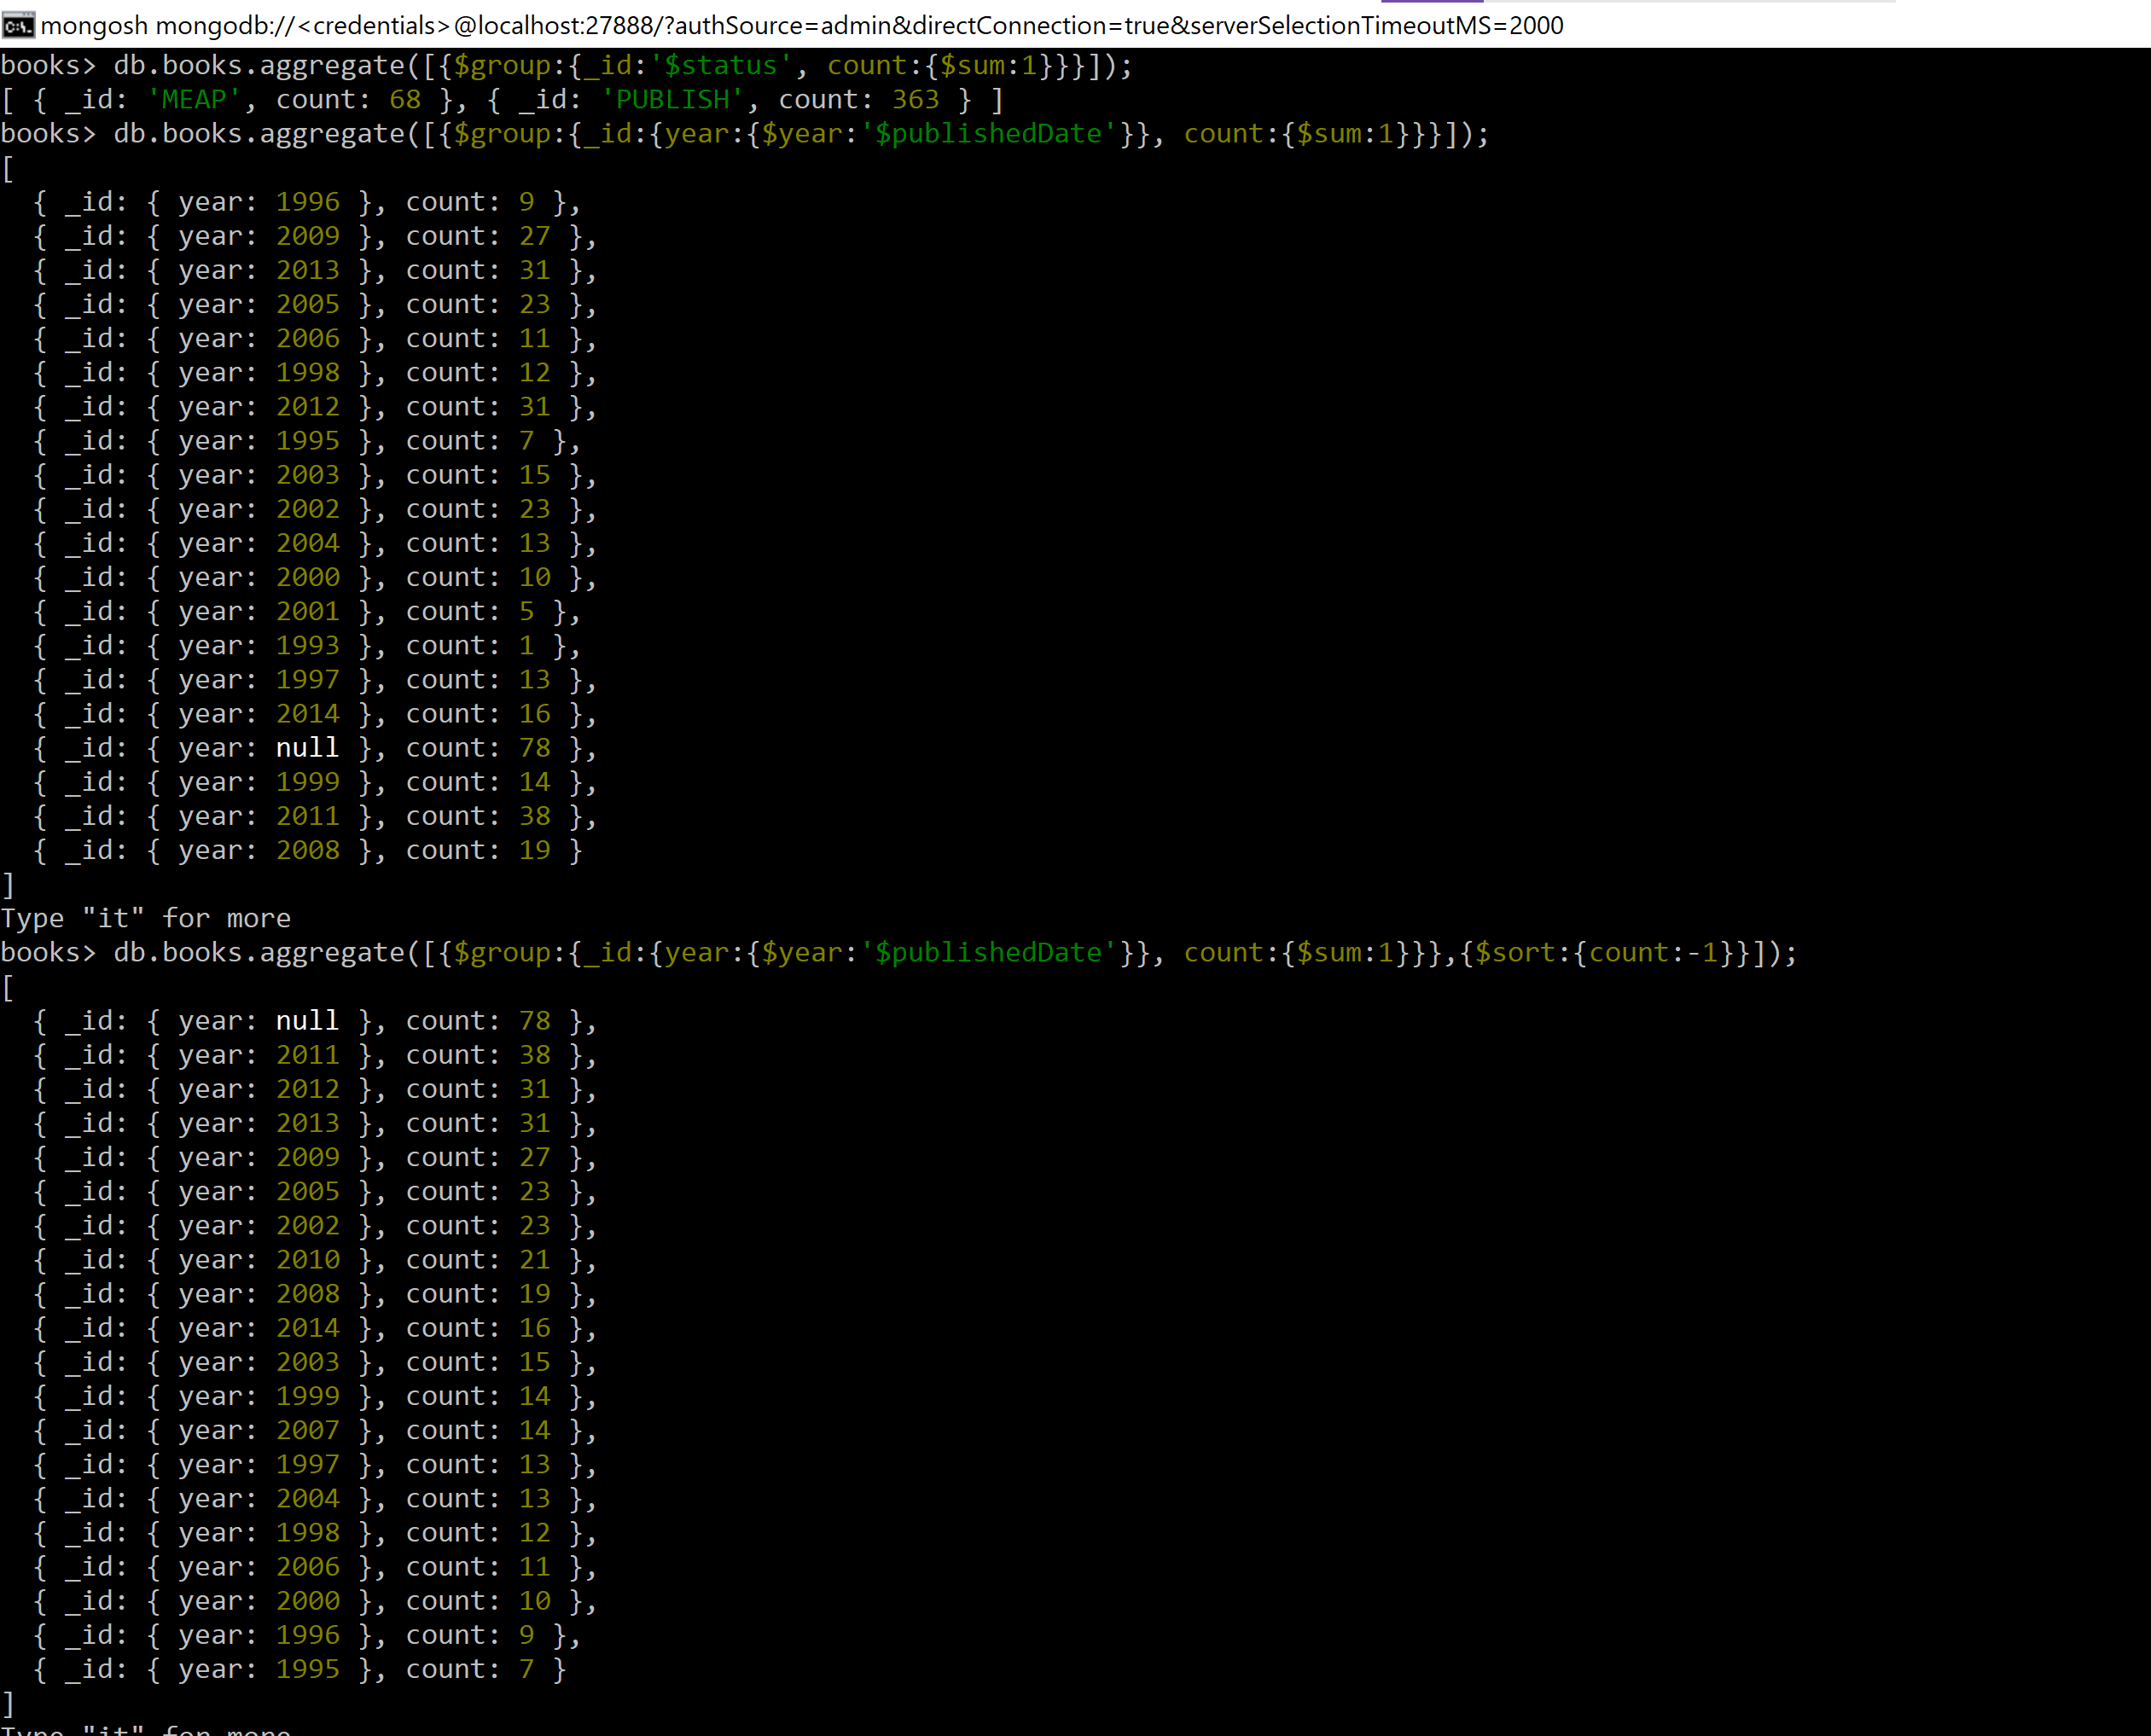 mongosh mongodb://<credentials>@localhost:27888/?authSource=admin&directConnection=true&serverSelectionTimeoutMS=2000
books> db.books.aggregate([{$group:{_id:'$status', count:{$sum:1}}}]);
[ { _id: 'MEAP', count: 68 }, { _id: 'PUBLISH', count: 363 } ]
books> db.books.aggregate([{$group:{_id:{year:{$year:'$publishedDate'}}, count:{$sum:1}}}]);
[
  { _id: { year: 1996 }, count: 9 },
  { _id: { year: 2009 }, count: 27 },
  { _id: { year: 2013 }, count: 31 },
  { _id: { year: 2005 }, count: 23 },
  { _id: { year: 2006 }, count: 11 },
  { _id: { year: 1998 }, count: 12 },
  { _id: { year: 2012 }, count: 31 },
  { _id: { year: 1995 }, count: 7 },
  { _id: { year: 2003 }, count: 15 },
  { _id: { year: 2002 }, count: 23 },
  { _id: { year: 2004 }, count: 13 },
  { _id: { year: 2000 }, count: 10 },
  { _id: { year: 2001 }, count: 5 },
  { _id: { year: 1993 }, count: 1 },
  { _id: { year: 1997 }, count: 13 },
  { _id: { year: 2014 }, count: 16 },
  { _id: { year: null }, count: 78 },
  { _id: { year: 1999 }, count: 14 },
  { _id: { year: 2011 }, count: 38 },
  { _id: { year: 2008 }, count: 19 }
]
Type "it" for more
books> db.books.aggregate([{$group:{_id:{year:{$year:'$publishedDate'}}, count:{$sum:1}}},{$sort:{count:-1}}]);
[
  { _id: { year: null }, count: 78 },
  { _id: { year: 2011 }, count: 38 },
  { _id: { year: 2012 }, count: 31 },
  { _id: { year: 2013 }, count: 31 },
  { _id: { year: 2009 }, count: 27 },
  { _id: { year: 2005 }, count: 23 },
  { _id: { year: 2002 }, count: 23 },
  { _id: { year: 2010 }, count: 21 },
  { _id: { year: 2008 }, count: 19 },
  { _id: { year: 2014 }, count: 16 },
  { _id: { year: 2003 }, count: 15 },
  { _id: { year: 1999 }, count: 14 },
  { _id: { year: 2007 }, count: 14 },
  { _id: { year: 1997 }, count: 13 },
  { _id: { year: 2004 }, count: 13 },
  { _id: { year: 1998 }, count: 12 },
  { _id: { year: 2006 }, count: 11 },
  { _id: { year: 2000 }, count: 10 },
  { _id: { year: 1996 }, count: 9 },
  { _id: { year: 1995 }, count: 7 }
]
Type "it" for more